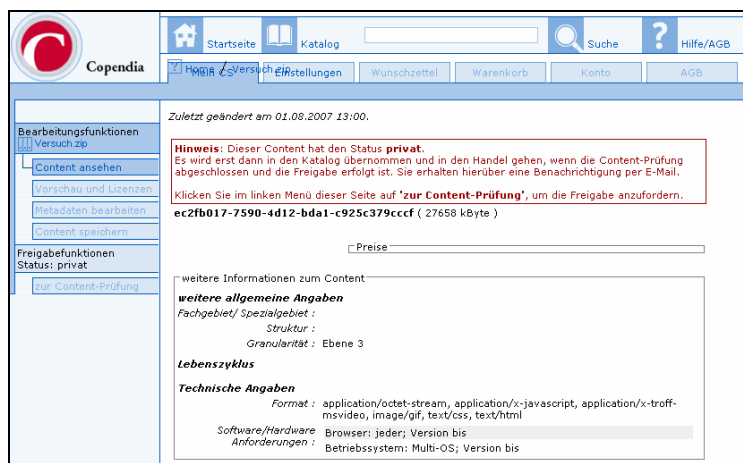 Copendia
Startseite
Katalog
Suche
?
Hilfe/AGB
? Home / Versuch.zip
Mein CS
Einstellungen
Wunschzettel
Warenkorb
Konto
AGB
Bearbeitungsfunktionen
Versuch.zip
Content ansehen
Vorschau und Lizenzen
Metadaten bearbeiten
Content speichern
Freigabefunktionen
Status: privat
zur Content-Prüfung
Zuletzt geändert am 01.08.2007 13:00.
Hinweis: Dieser Content hat den Status privat.
Es wird erst dann in den Katalog übernommen und in den Handel gehen, wenn die Content-Prüfung
abgeschlossen und die Freigabe erfolgt ist. Sie erhalten hierüber eine Benachrichtigung per E-Mail.
Klicken Sie im linken Menü dieser Seite auf 'zur Content-Prüfung', um die Freigabe anzufordern.
ec2fb017-7590-4d12-bda1-c925c379cccf ( 27658 kByte )
Preise
weitere Informationen zum Content
weitere allgemeine Angaben
Fachgebiet/ Spezialgebiet :
Struktur :
Granularität : Ebene 3
Lebenszyklus
Technische Angaben
Format : application/octet-stream, application/x-javascript, application/x-troff-
msvideo, image/gif, text/css, text/html
Software/Hardware
Anforderungen :
Browser: jeder; Version bis
Betriebssystem: Multi-OS; Version bis